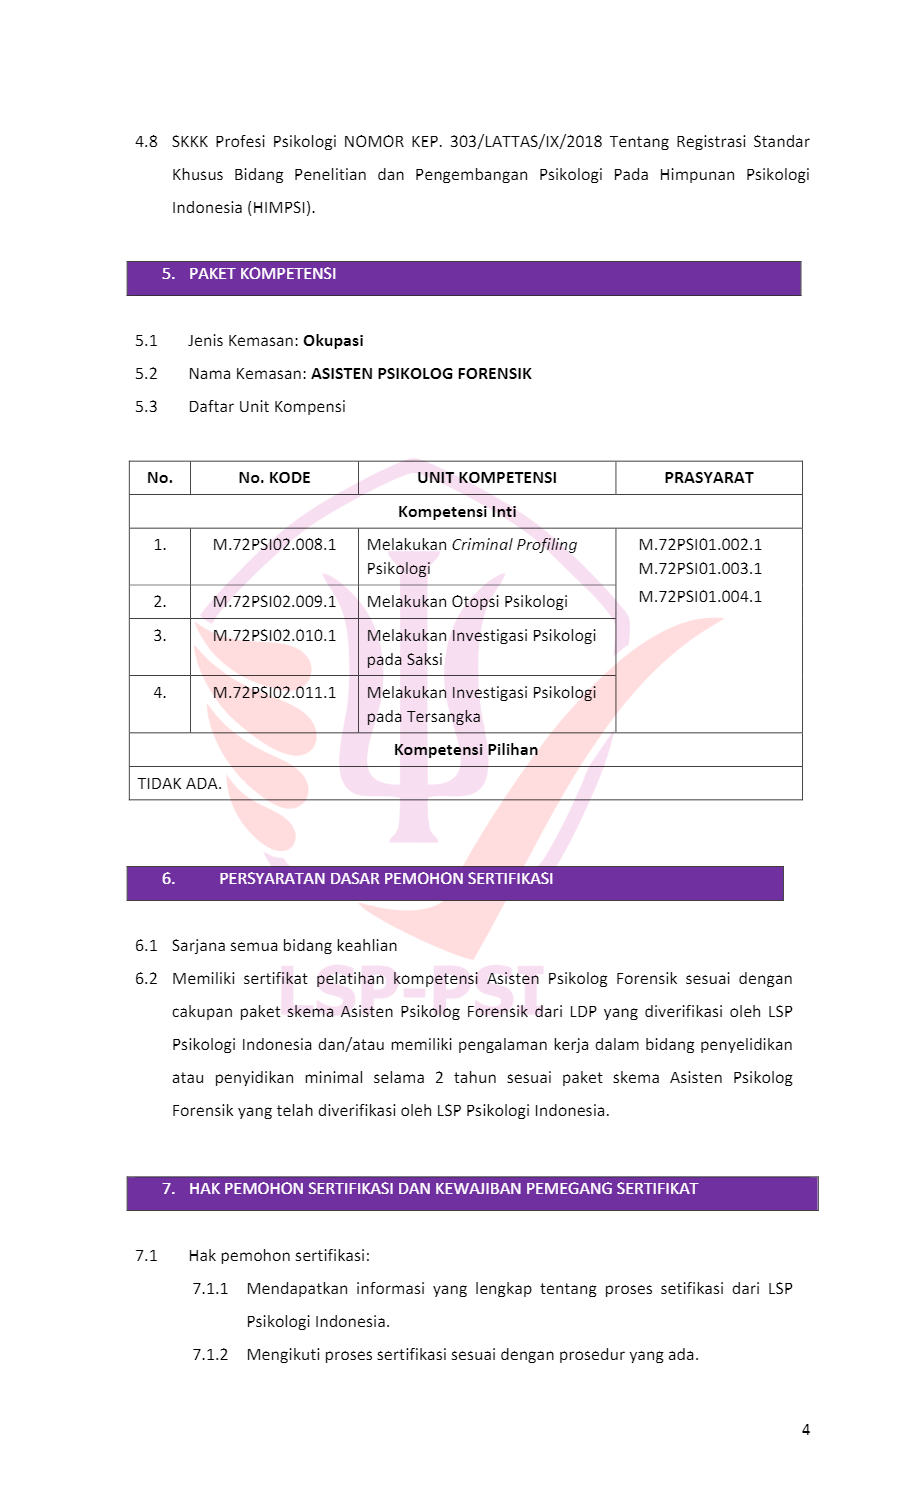 4.8 SKKK Profesi Psikologi NOMOR KEP. 303/LATTAS/IX/2018 Tentang Registrasi Standar
Khusus Bidang Penelitian dan Pengembangan Psikologi Pada Himpunan Psikologi
Indonesia (HIMPSI).
5. PAKET KOMPETENSI
5.1 Jenis Kemasan: Okupasi
5.2 Nama Kemasan: ASISTEN PSIKOLOG FORENSIK
5.3 Daftar Unit Kompensi
No. No. KODE UNIT KOMPETENSI PRASYARAT
Kompetensi Inti
1. M.72PSI02.008.1 Melakukan Criminal Profiling M.72PSI01.002.1
Psikologi M.72PSI01.003.1
2. M.72PSI02.009.1 Melakukan Otopsi Psikologi M.72PSI01.004.1
3. M.72PSI02.010.1 Melakukan Investigasi Psikologi
pada Saksi
4. M.72PSI02.011.1 Melakukan Investigasi Psikologi
pada Tersangka
Kompetensi Pilihan
TIDAK ADA.
6. PERSYARATAN DASAR PEMOHON SERTIFIKASI
6.1 Sarjana semua bidang keahlian
6.2 Memiliki sertifikat pelatihan kompetensi Asisten Psikolog Forensik sesuai dengan
LSP-PSI
cakupan paket skema Asisten Psikolog Forensik dari LDP yang diverifikasi oleh LSP
Psikologi Indonesia dan/atau memiliki pengalaman kerja dalam bidang penyelidikan
atau penyidikan minimal selama 2 tahun sesuai paket skema Asisten Psikolog
Forensik yang telah diverifikasi oleh LSP Psikologi Indonesia.
7. HAK PEMOHON SERTIFIKASI DAN KEWAJIBAN PEMEGANG SERTIFIKAT
7.1 Hak pemohon sertifikasi:
7.1.1 Mendapatkan informasi yang lengkap tentang proses setifikasi dari LSP
Psikologi Indonesia.
7.1.2 Mengikuti proses sertifikasi sesuai dengan prosedur yang ada.
4